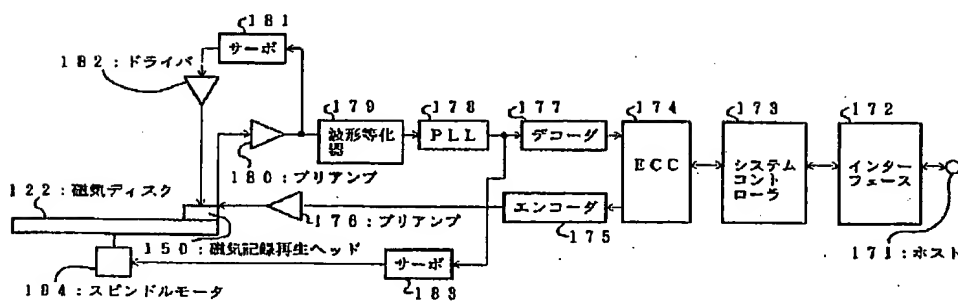 181
サーボ
182:ドライバ
179
178
177
174
173
172
波形等化
器
PLL
デコーダ
ECC
システム
コント
ローラ
インター
フェース
180:プリアンプ
122:磁気ディスク
176:プリアンプ
エンコーダ
175
150:磁気記録再生ヘッド
サーボ
183
171:ホスト
184:スピンドルモータ